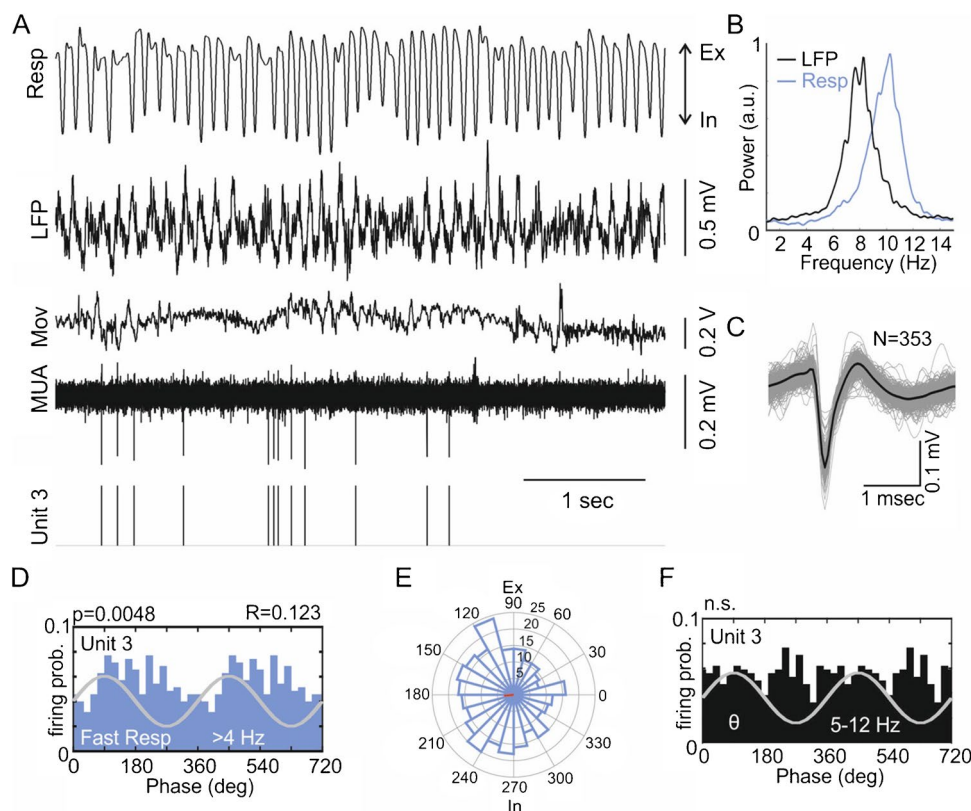 A
Resp
Ex
In
LFP
0.5 mV
Mov
0.2 V
MUA
0.2 mV
Unit 3
1 sec
B
1
LFP
Resp
Power (a.u.)
0
2 4 6 8 10 12 14
Frequency (Hz)
C
N=353
0.1 mV
1 msec
D
p=0.0048 R=0.123
0.1
Unit 3
firing prob.
Fast Resp >4 Hz
0
0 180 360 540 720
Phase (deg)
E
Ex
90
120 60
25
20
15
10
5
150 30
180 0
210 330
240 300
270
In
F
n.s.
0.1
Unit 3
firing prob.
θ 5-12 Hz
0
0 180 360 540 720
Phase (deg)